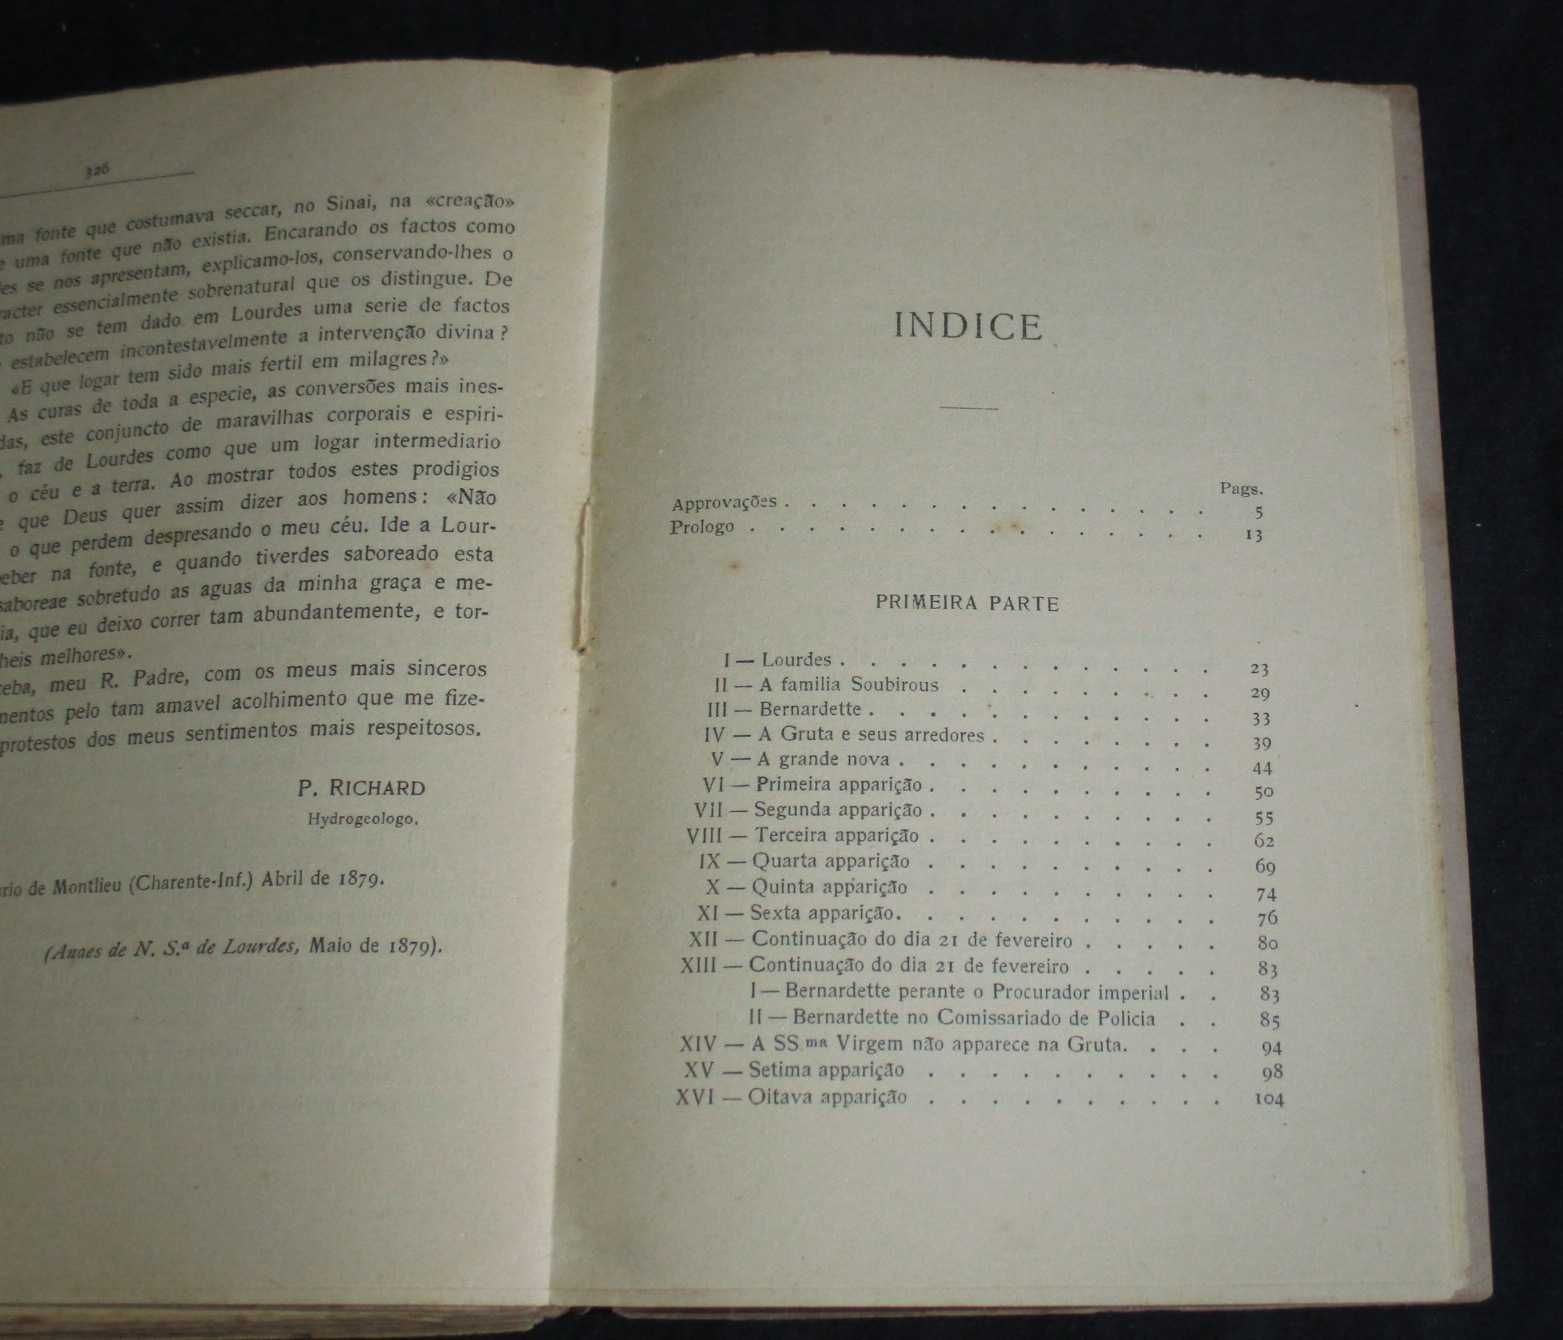 326
ma fonte que costumava seccar, no Sinai, na «creação»
uma fonte que não existia. Encarando os factos como
es se nos apresentam, explicamo-los, conservando-lhes o
acter essencialmente sobrenatural que os distingue. De
to não se tem dado em Lourdes uma serie de factos
estabelecem incontestavelmente a intervenção divina?
«E que logar tem sido mais fertil em milagres?»
As curas de toda a especie, as conversões mais ines-
das, este conjuncto de maravilhas corporais e espiri-
faz de Lourdes como que um logar intermediario
o céu e a terra. Ao mostrar todos estes prodigios
que Deus quer assim dizer aos homens: «Não
o que perdem despresando o meu céu. Ide a Lour-
eber na fonte, e quando tiverdes saboreado esta
saboreae sobretudo as aguas da minha graça e me-
ia, que eu deixo correr tam abundantemente, e tor-
heis melhores».
ceba, meu R. Padre, com os meus mais sinceros
mentos pelo tam amavel acolhimento que me fize-
protestos dos meus sentimentos mais respeitosos.
P. RICHARD
Hydrogeologo.
ario de Montlieu (Charente-Inf.) Abril de 1879.
(Anaes de N. S.ª de Lourdes, Maio de 1879).
INDICE
Pags.
Approvações . . . . . . . . . . . . . . . 5
Prologo . . . . . . . . . . . . . . . . 13
PRIMEIRA PARTE
I — Lourdes . . . . . . . . . . . . . 23
II — A familia Soubirous . . . . . . . . . 29
III — Bernardette . . . . . . . . . . . . 33
IV — A Gruta e seus arredores . . . . . . . . 39
V — A grande nova . . . . . . . . . . . 44
VI — Primeira apparição . . . . . . . . . . 50
VII — Segunda apparição . . . . . . . . . . 55
VIII — Terceira apparição . . . . . . . . . . 62
IX — Quarta apparição . . . . . . . . . . 69
X — Quinta apparição . . . . . . . . . . 74
XI — Sexta apparição . . . . . . . . . . . 76
XII — Continuação do dia 21 de fevereiro . . . . . 80
XIII — Continuação do dia 21 de fevereiro . . . . . 83
I — Bernardette perante o Procurador imperial . . 83
II — Bernardette no Comissariado de Policia . . 85
XIV — A SS.ma Virgem não apparece na Gruta. . . . 94
XV — Setima apparição . . . . . . . . . . 98
XVI — Oitava apparição . . . . . . . . . . 104